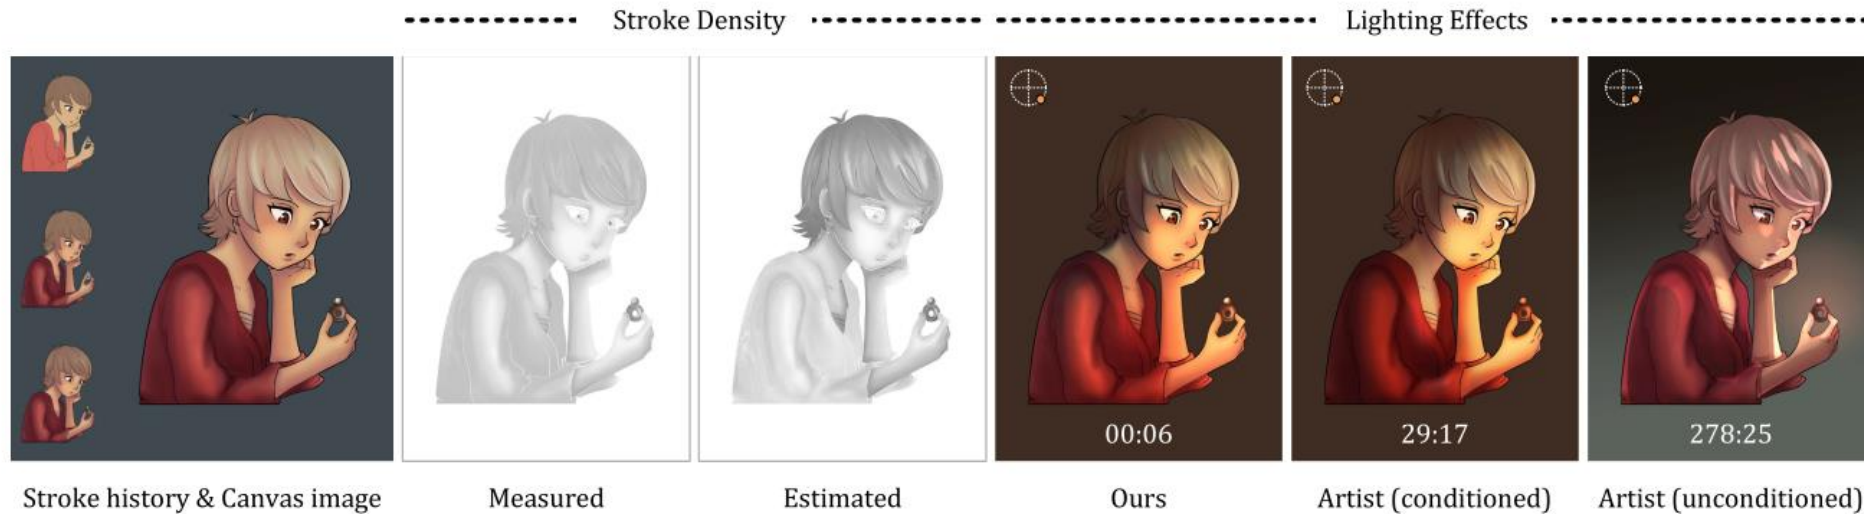 Stroke Density
Lighting Effects
00:06
29:17
278:25
Stroke history & Canvas image
Measured
Estimated
Ours
Artist (conditioned)
Artist (unconditioned)